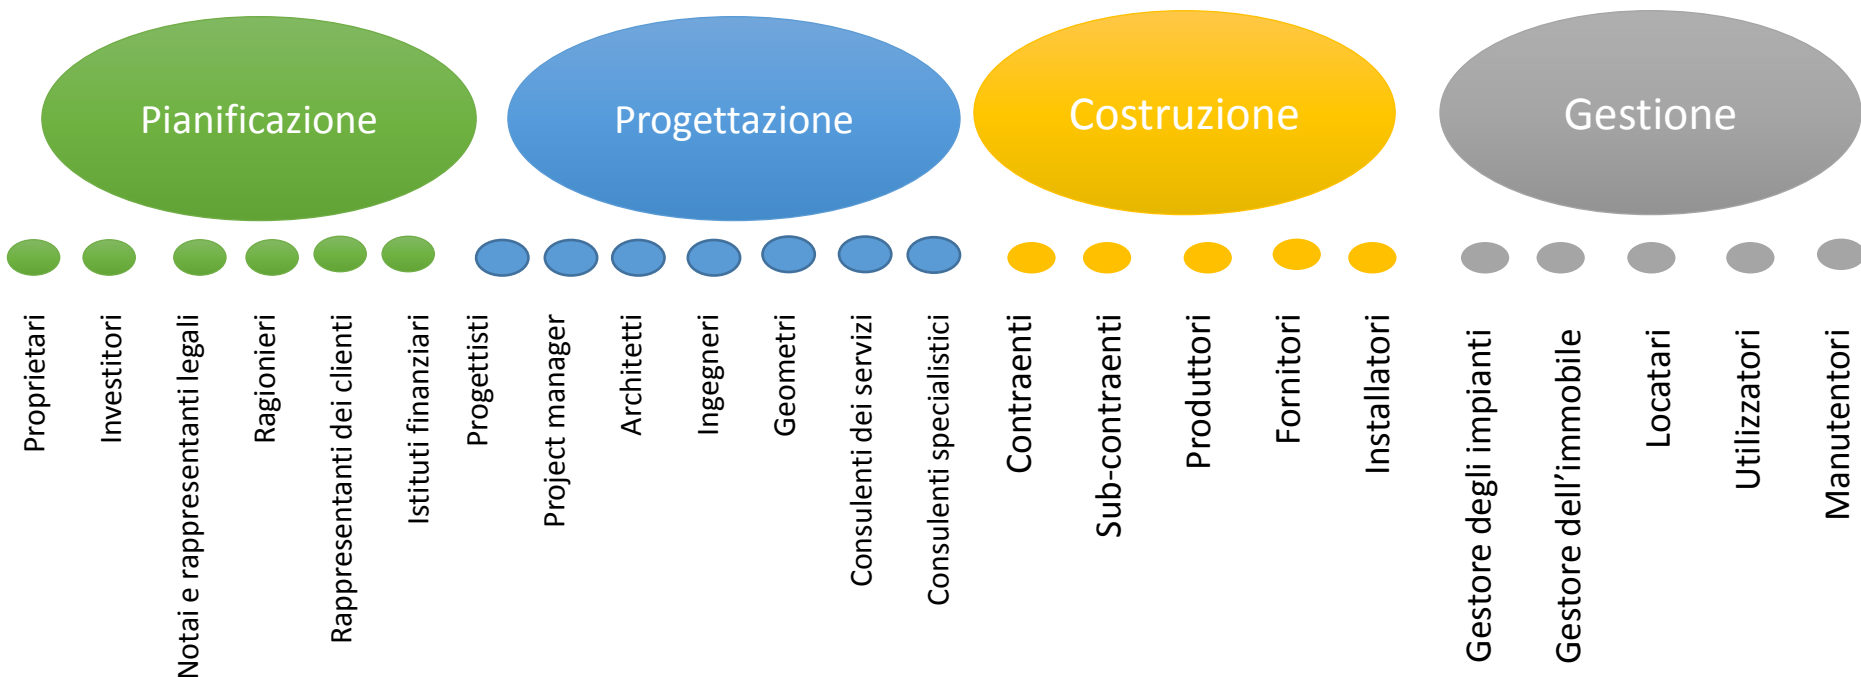 Pianificazione
Progettazione
Costruzione
Gestione
Proprietari
Investitori
Notai e rappresentanti legali
Ragionieri
Rappresentanti dei clienti
Istituti finanziari
Progettisti
Project manager
Architetti
Ingegneri
Geometri
Consulenti dei servizi
Consulenti specialistici
Contraenti
Sub-contraenti
Produttori
Fornitori
Installatori
Gestore degli impianti
Gestore dell’immobile
Locatari
Utilizzatori
Manutentori